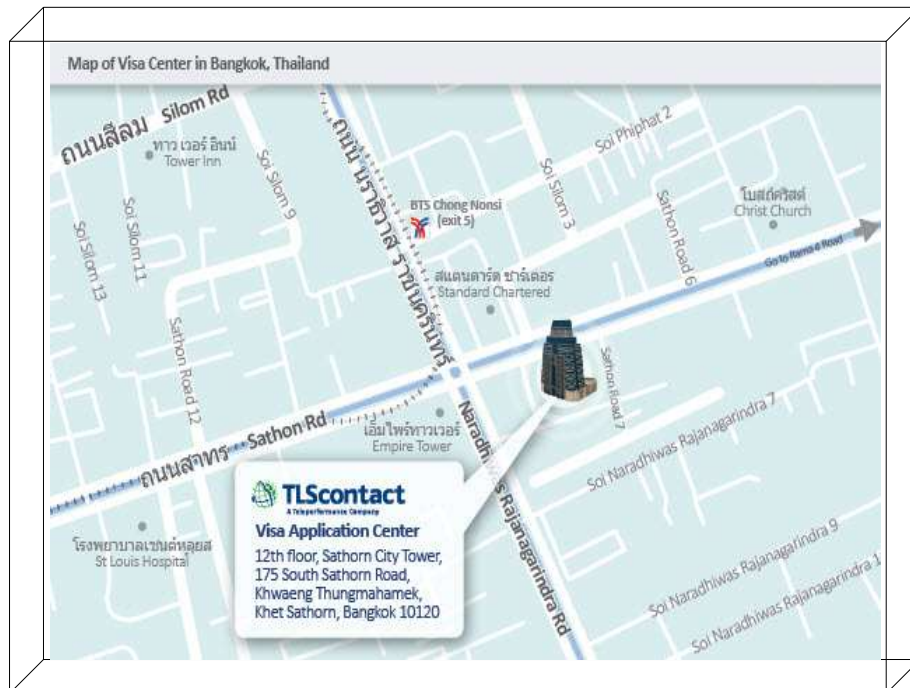 Map of Visa Center in Bangkok, Thailand
ถนนสีลม Silom Rd
ทาว เวอร์ อินน์
Tower Inn
Soi Silom 9
Soi Silom 11
Soi Silom 13
ถนน นราธิวาส ราชนครินทร์
BTS Chong Nonsi
(exit 5)
Soi Silom 3
Soi Phiphat 2
Sathon Road 6
โบสถ์คริสต์
Christ Church
Go to Rama 4 Road
สแตนดาร์ด ชาร์เตอร
Standard Chartered
Sathon Road 12
Sathon Road 7
ถนนสาทร Sathon Rd
เอ็มไพร์ทาวเวอร์
Empire Tower
Naradhiwas Rajanagarindra Rd
Soi Naradhiwas Rajanagarindra 7
Soi Naradhiwas Rajanagarindra 9
Soi Naradhiwas Rajanagarindra 1
โรงพยาบาลเซนต์หลุยส
St Louis Hospital
TLScontact
A Teleperformance Company
Visa Application Center
12th floor, Sathorn City Tower,
175 South Sathorn Road,
Khwaeng Thungmahamek,
Khet Sathorn, Bangkok 10120